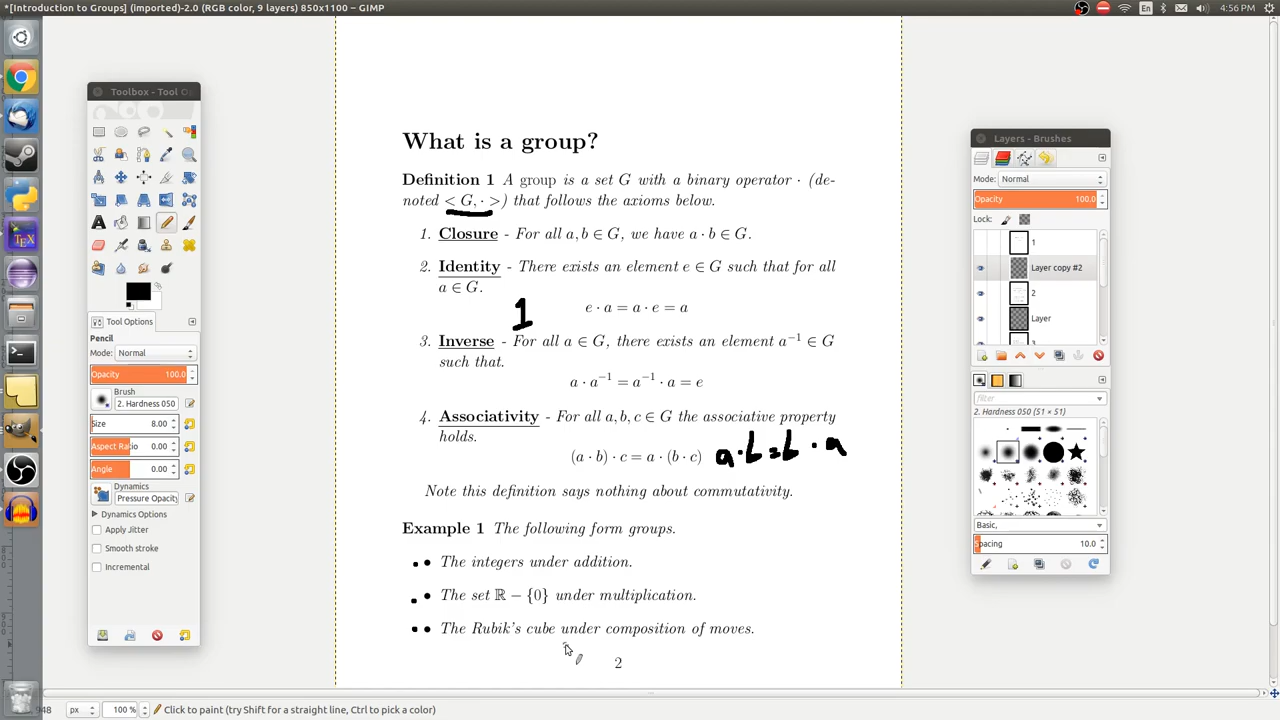 *[Introduction to Groups] (imported)-2.0 (RGB color, 9 layers) 850x1100 – GIMP
En
4:56 PM
Toolbox - Tool Op
Tool Options
Pencil
Mode: Normal
Opacity 100.0
Brush
2. Hardness 050
Size 8.00
Aspect Ratio 0.00
Angle 0.00
Dynamics
Pressure Opacity
Dynamics Options
Apply Jitter
Smooth stroke
Incremental
What is a group?
Definition 1 A group is a set G with a binary operator · (de-
noted < G, · >) that follows the axioms below.
1. Closure - For all a, b ∈ G, we have a · b ∈ G.
2. Identity - There exists an element e ∈ G such that for all
a ∈ G.
1
e · a = a · e = a
3. Inverse - For all a ∈ G, there exists an element a⁻¹ ∈ G
such that.
a · a⁻¹ = a⁻¹ · a = e
4. Associativity - For all a, b, c ∈ G the associative property
holds.
(a · b) · c = a · (b · c) a·b=b·a
Note this definition says nothing about commutativity.
Example 1 The following form groups.
• The integers under addition.
• The set ℝ − {0} under multiplication.
• The Rubik's cube under composition of moves.
2
Layers - Brushes
Mode: Normal
Opacity 100.0
Lock:
1
Layer copy #2
2
Layer
3
filter
2. Hardness 050 (51 × 51)
Basic,
Spacing 10.0
948
px
100 %
Click to paint (try Shift for a straight line, Ctrl to pick a color)